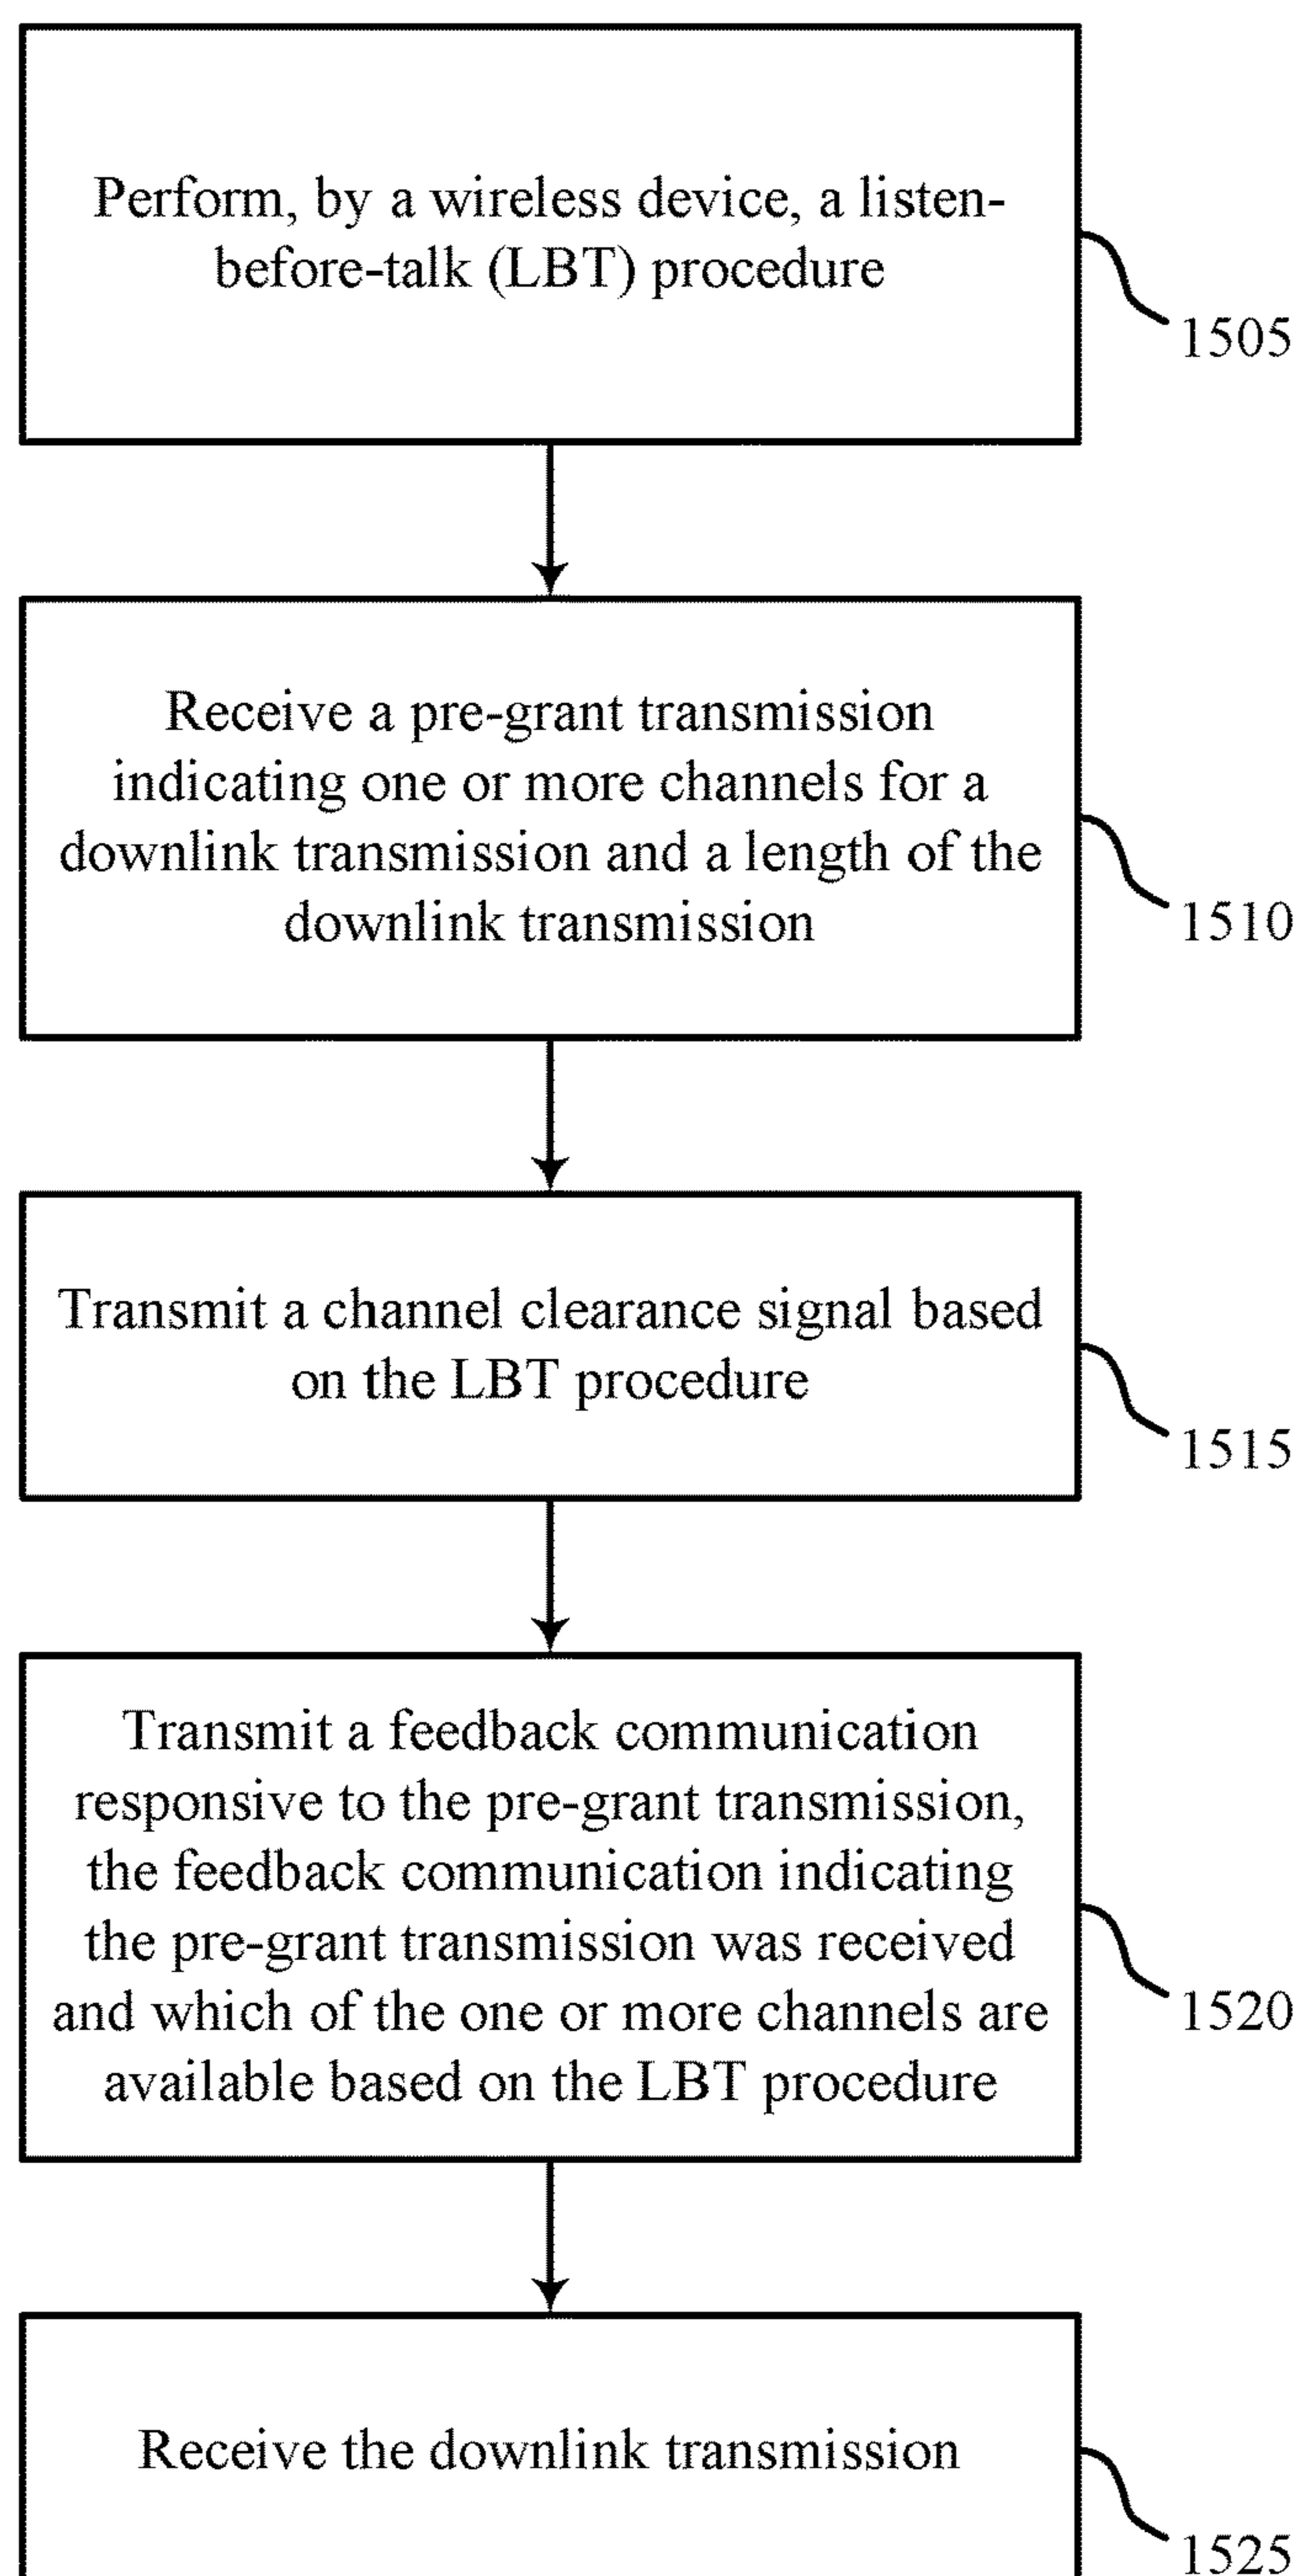 Perform, by a wireless device, a listen-
before-talk (LBT) procedure
1505
Receive a pre-grant transmission
indicating one or more channels for a
downlink transmission and a length of the
downlink transmission
1510
Transmit a channel clearance signal based
on the LBT procedure
1515
Transmit a feedback communication
responsive to the pre-grant transmission,
the feedback communication indicating
the pre-grant transmission was received
and which of the one or more channels are
available based on the LBT procedure
1520
Receive the downlink transmission
1525